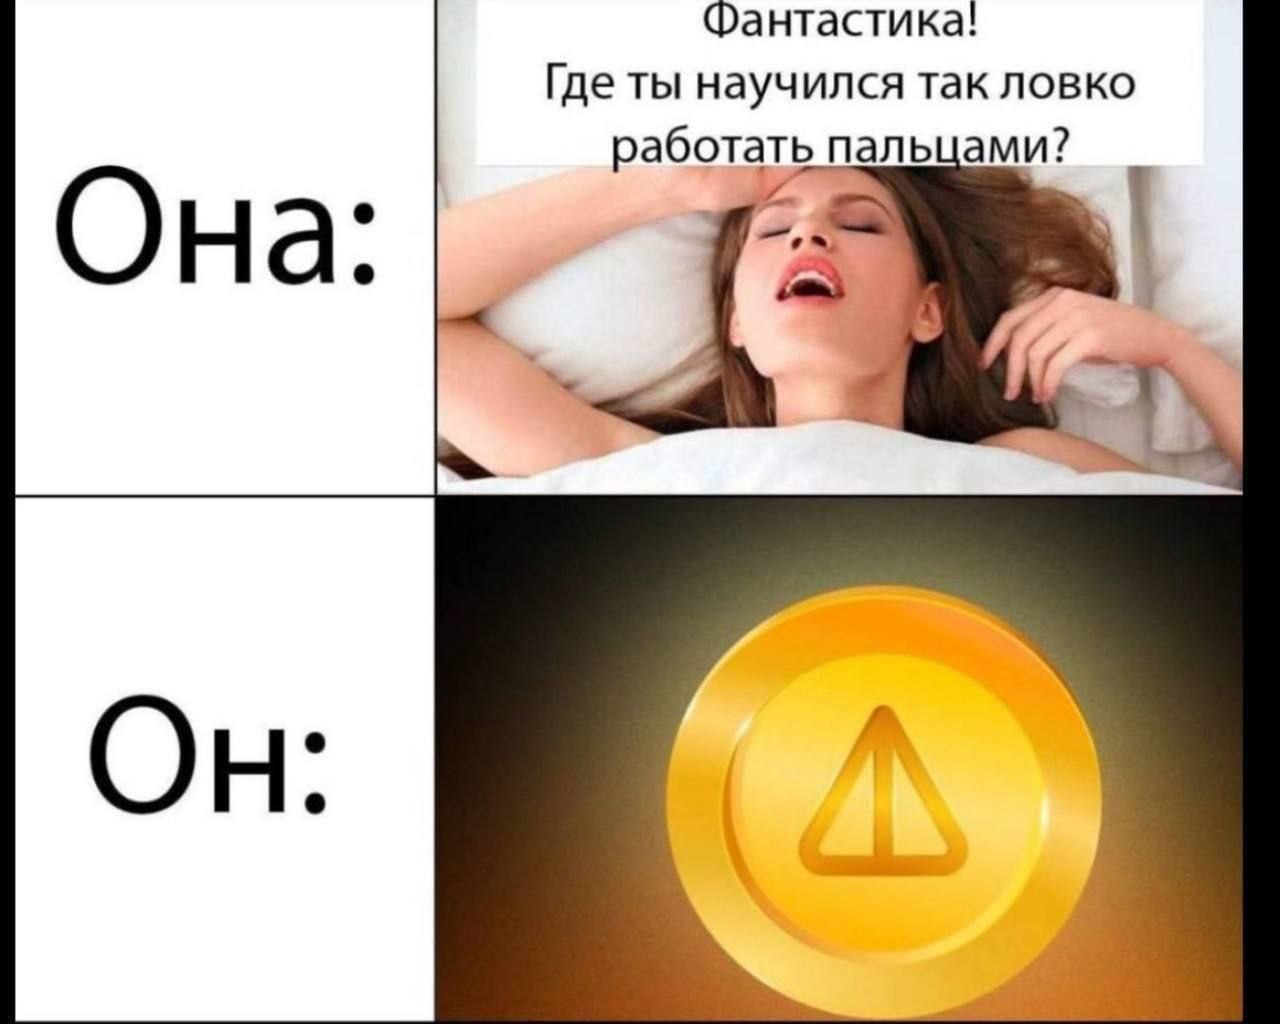 Фантастика!
Где ты научился так ловко
работать пальцами?
Она:
Он: